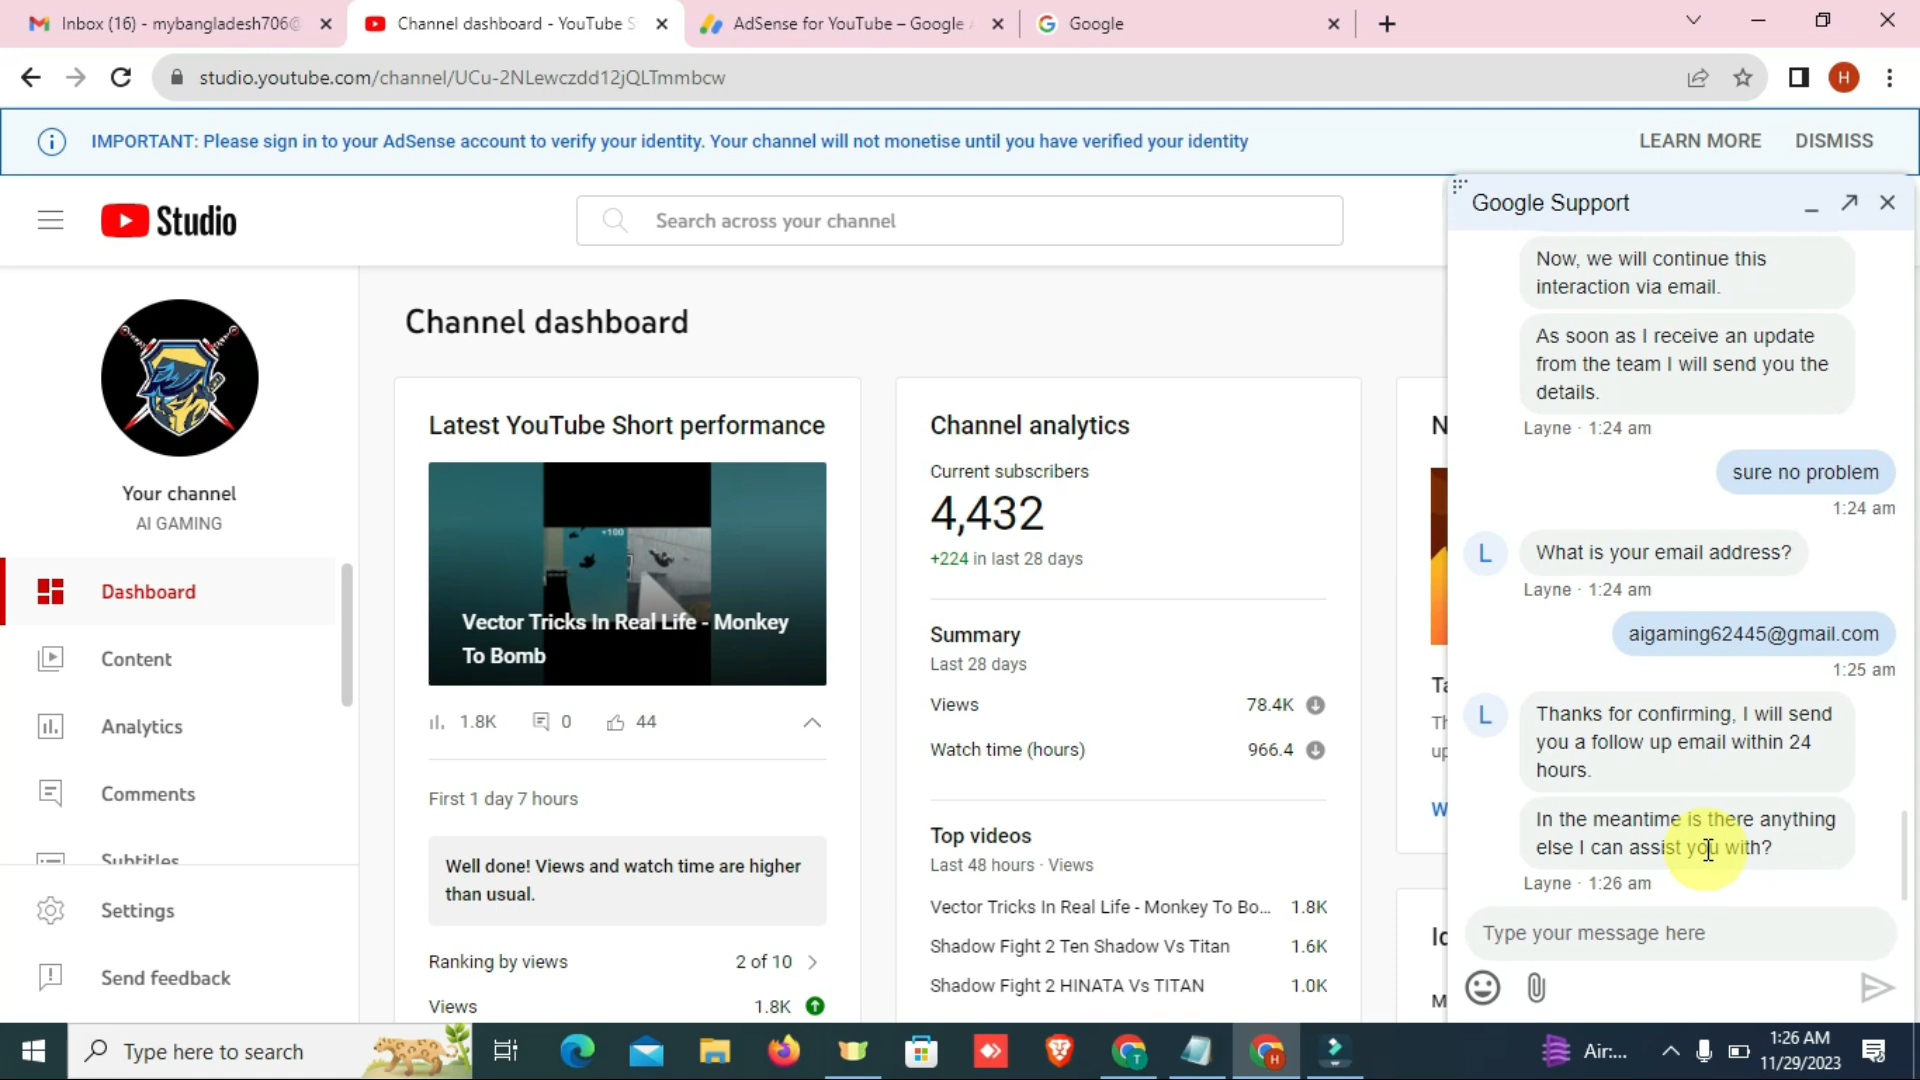 Inbox (16) - mybangladesh706@
Channel dashboard - YouTube S
AdSense for YouTube – Google A
Google
studio.youtube.com/channel/UCu-2NLewczdd12jQLTmmbcw
H
IMPORTANT: Please sign in to your AdSense account to verify your identity. Your channel will not monetise until you have verified your identity
LEARN MORE
DISMISS
Studio
Search across your channel
Your channel
AI GAMING
Dashboard
Content
Analytics
Comments
Subtitles
Settings
Send feedback
Channel dashboard
Latest YouTube Short performance
+100
Vector Tricks In Real Life - Monkey
To Bomb
1.8K
0
44
First 1 day 7 hours
Well done! Views and watch time are higher
than usual.
Ranking by views
2 of 10
Views
1.8K
Channel analytics
Current subscribers
4,432
+224 in last 28 days
Summary
Last 28 days
Views
78.4K
Watch time (hours)
966.4
Top videos
Last 48 hours · Views
Vector Tricks In Real Life - Monkey To Bo...
1.8K
Shadow Fight 2 Ten Shadow Vs Titan
1.6K
Shadow Fight 2 HINATA Vs TITAN
1.0K
Google Support
Now, we will continue this
interaction via email.
As soon as I receive an update
from the team I will send you the
details.
Layne · 1:24 am
sure no problem
1:24 am
L
What is your email address?
Layne · 1:24 am
aigaming62445@gmail.com
1:25 am
L
Thanks for confirming, I will send
you a follow up email within 24
hours.
In the meantime is there anything
else I can assist you with?
Layne · 1:26 am
Type your message here
Type here to search
T
H
Air:...
1:26 AM
11/29/2023